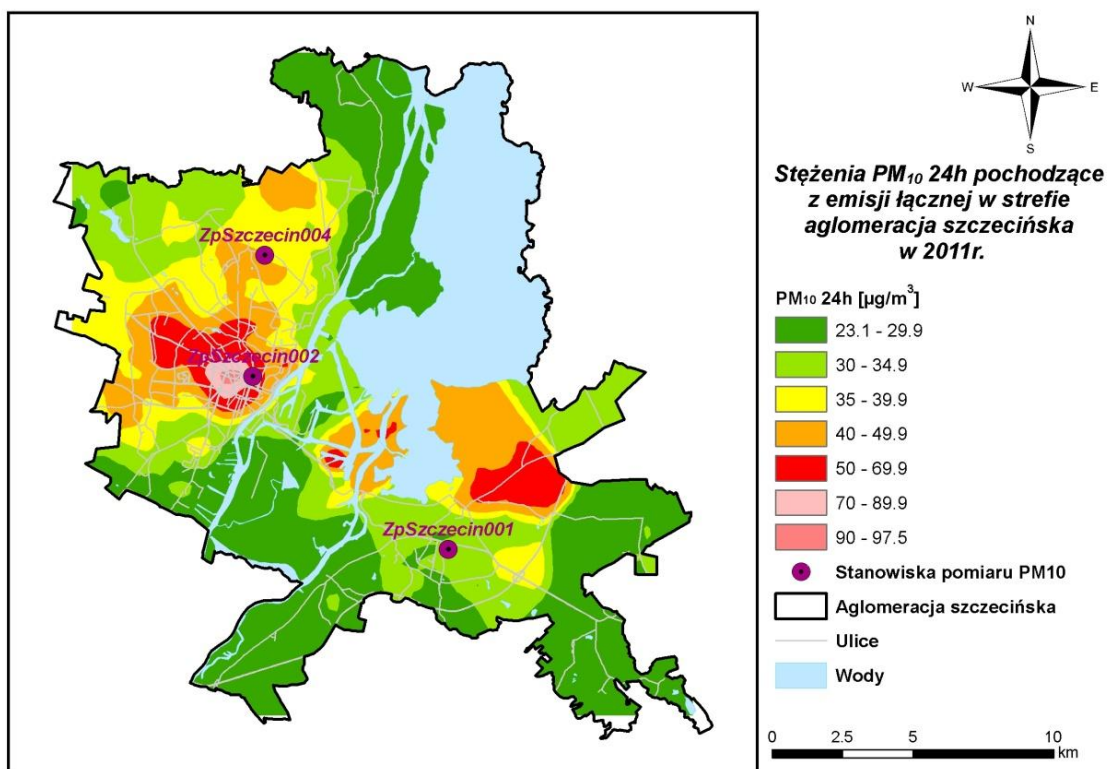 N
W E
S
Stężenia PM₁₀ 24h pochodzące
z emisji łącznej w strefie
aglomeracja szczecińska
w 2011r.
PM₁₀ 24h [µg/m³]
23.1 - 29.9
30 - 34.9
35 - 39.9
40 - 49.9
50 - 69.9
70 - 89.9
90 - 97.5
Stanowiska pomiaru PM10
Aglomeracja szczecińska
Ulice
Wody
0 2.5 5 10
km
ZpSzczecin004
ZpSzczecin002
ZpSzczecin001